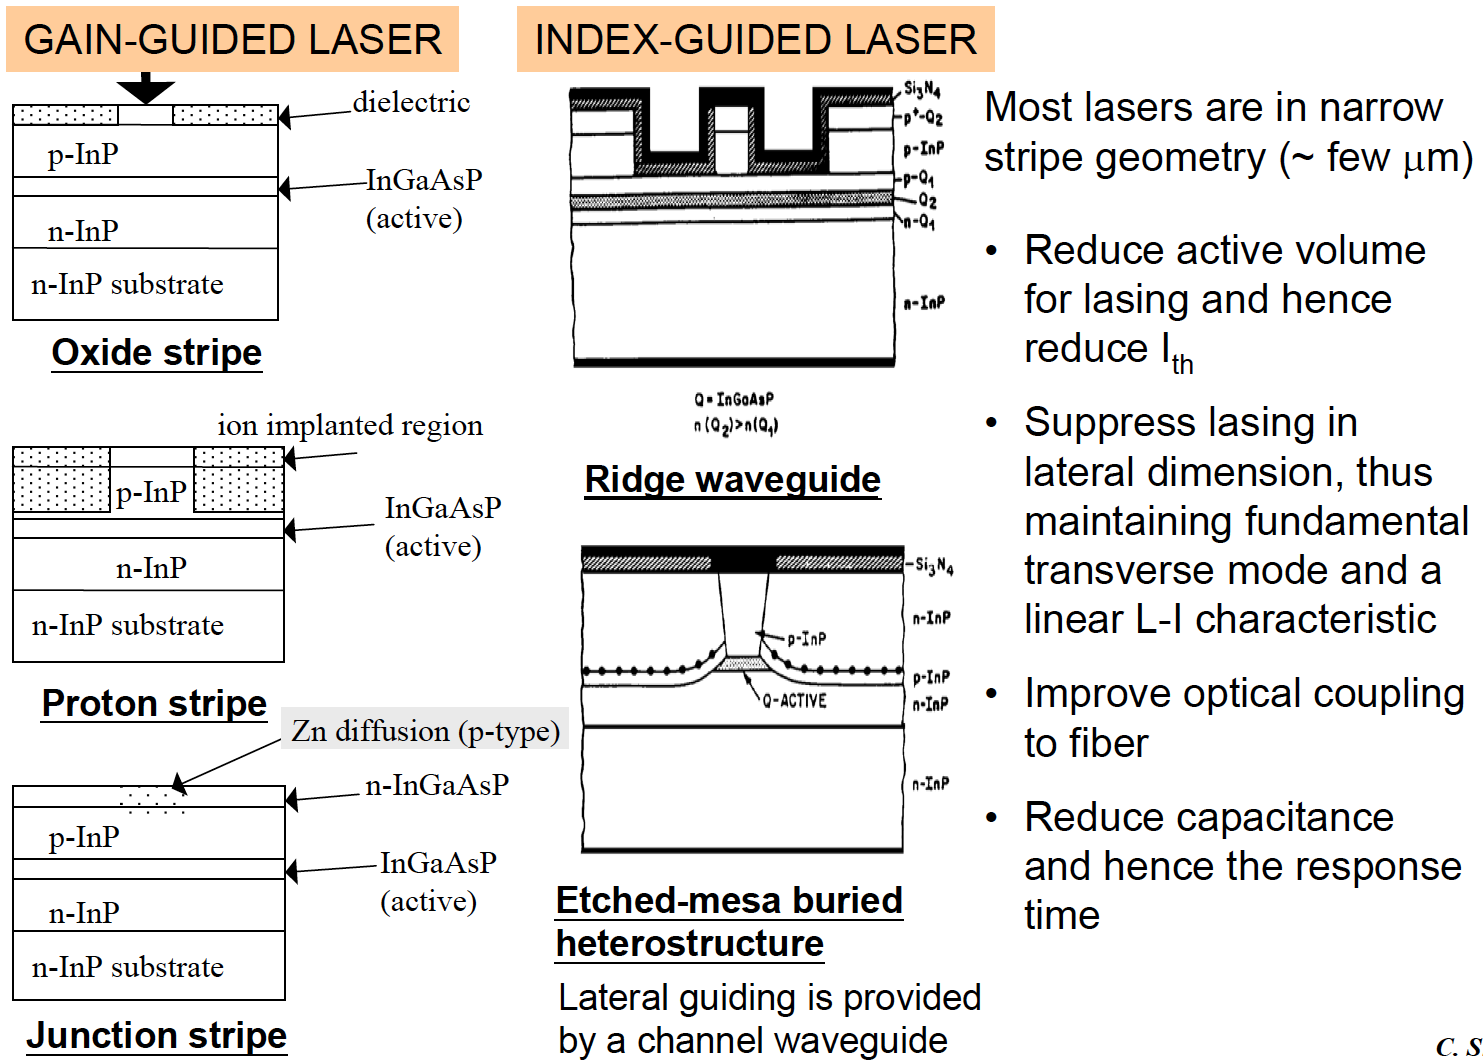 GAIN-GUIDED LASER
dielectric
p-InP
InGaAsP
(active)
n-InP
n-InP substrate
Oxide stripe
ion implanted region
p-InP
InGaAsP
(active)
n-InP
n-InP substrate
Proton stripe
Zn diffusion (p-type)
n-InGaAsP
p-InP
InGaAsP
(active)
n-InP
n-InP substrate
Junction stripe
INDEX-GUIDED LASER
Si₃N₄
p⁺-Q₂
p-InP
p-Q₁
Q₂
n-Q₁
n-InP
Q = InGaAsP
n(Q₂)>n(Q₁)
Ridge waveguide
Si₃N₄
n-InP
p-InP
p-InP
Q-ACTIVE
n-InP
n-InP
Etched-mesa buried
heterostructure
Lateral guiding is provided
by a channel waveguide
Most lasers are in narrow
stripe geometry (~ few μm)
• Reduce active volume
for lasing and hence
reduce Ith
• Suppress lasing in
lateral dimension, thus
maintaining fundamental
transverse mode and a
linear L-I characteristic
• Improve optical coupling
to fiber
• Reduce capacitance
and hence the response
time
C. S